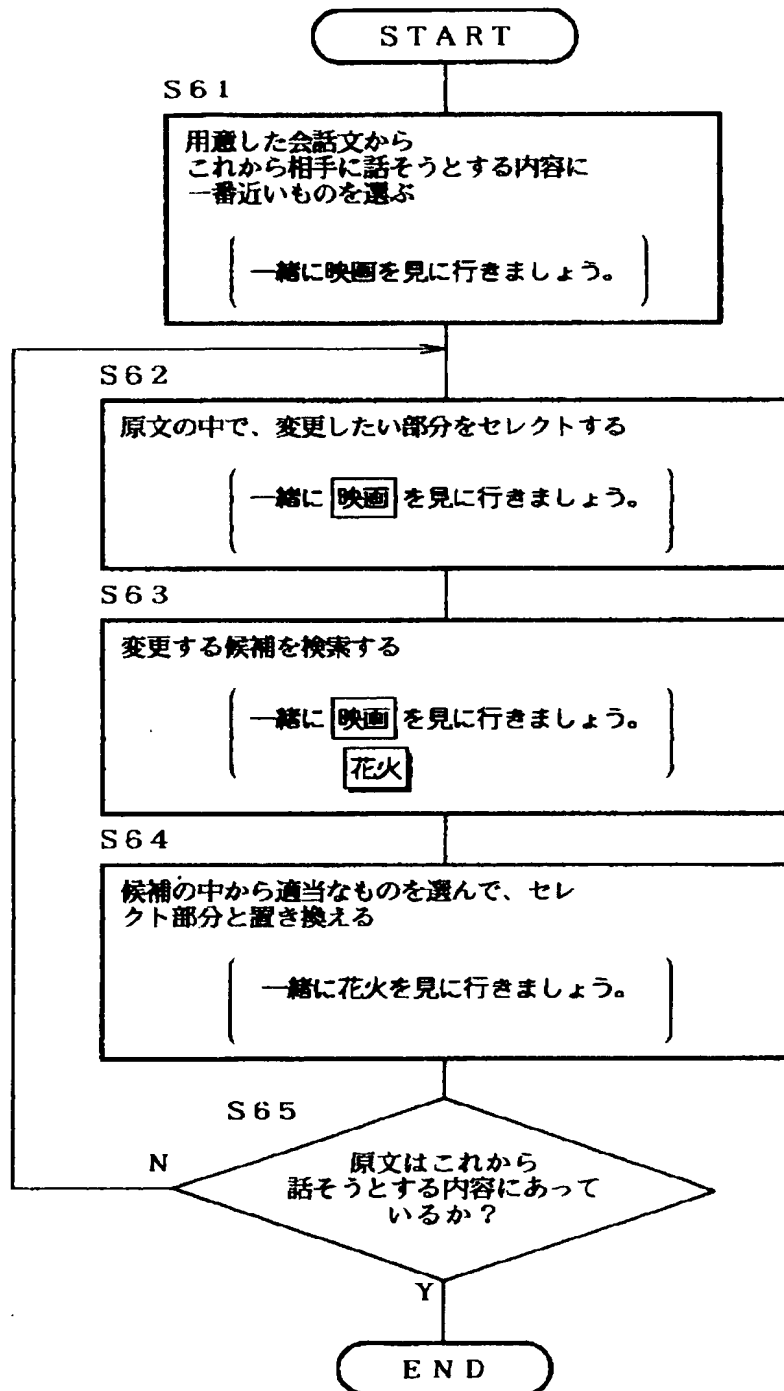 START
S61
用意した会話文から
これから相手に話そうとする内容に
一番近いものを選ぶ
一緒に映画を見に行きましょう。
S62
原文の中で、変更したい部分をセレクトする
一緒に 映画 を見に行きましょう。
S63
変更する候補を検索する
一緒に 映画 を見に行きましょう。
花火
S64
候補の中から適当なものを選んで、セレ
クト部分と置き換える
一緒に花火を見に行きましょう。
S65
N
原文はこれから
話そうとする内容にあって
いるか?
Y
END